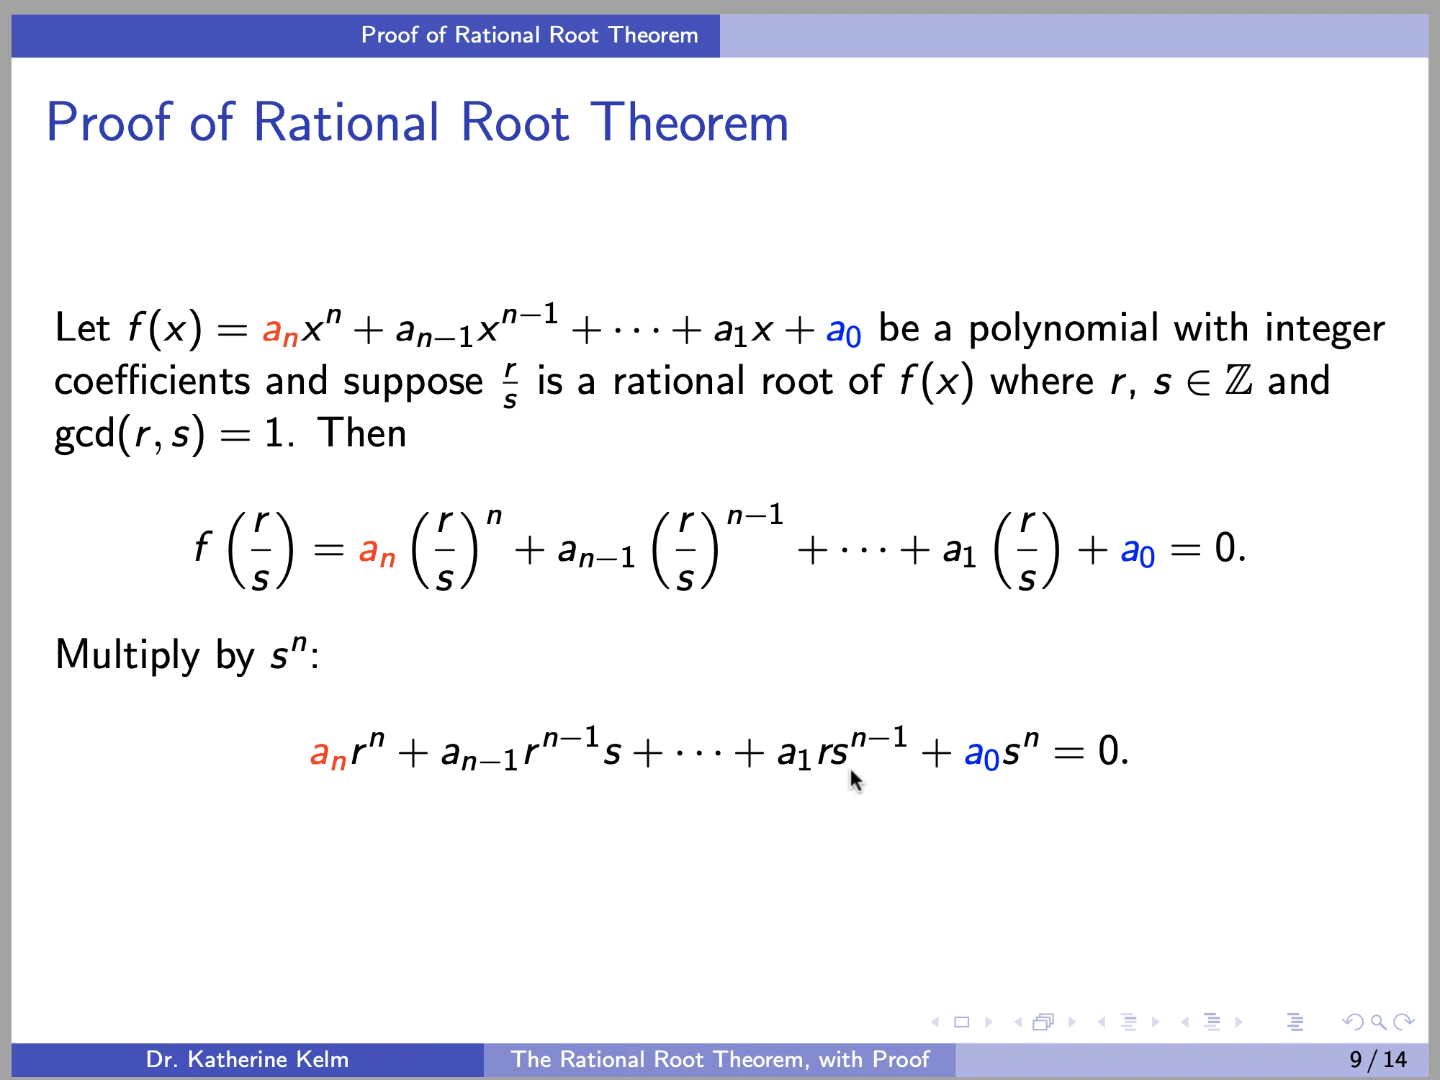 Proof of Rational Root Theorem
Proof of Rational Root Theorem
Let f(x) = aₙxⁿ + aₙ₋₁xⁿ⁻¹ + · · · + a₁x + a₀ be a polynomial with integer
coefficients and suppose r/s is a rational root of f(x) where r, s ∈ ℤ and
gcd(r, s) = 1. Then
f(r/s) = aₙ(r/s)ⁿ + aₙ₋₁(r/s)ⁿ⁻¹ + · · · + a₁(r/s) + a₀ = 0.
Multiply by sⁿ:
aₙrⁿ + aₙ₋₁rⁿ⁻¹s + · · · + a₁rsⁿ⁻¹ + a₀sⁿ = 0.
Dr. Katherine Kelm The Rational Root Theorem, with Proof 9 / 14